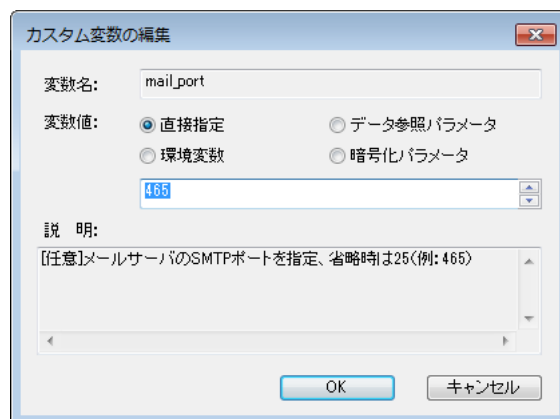 カスタム変数の編集
変数名: mail_port
変数値: 直接指定 データ参照パラメータ
環境変数 暗号化パラメータ
465
説 明:
[任意]メールサーバのSMTPポートを指定、省略時は25(例:465)
OK キャンセル